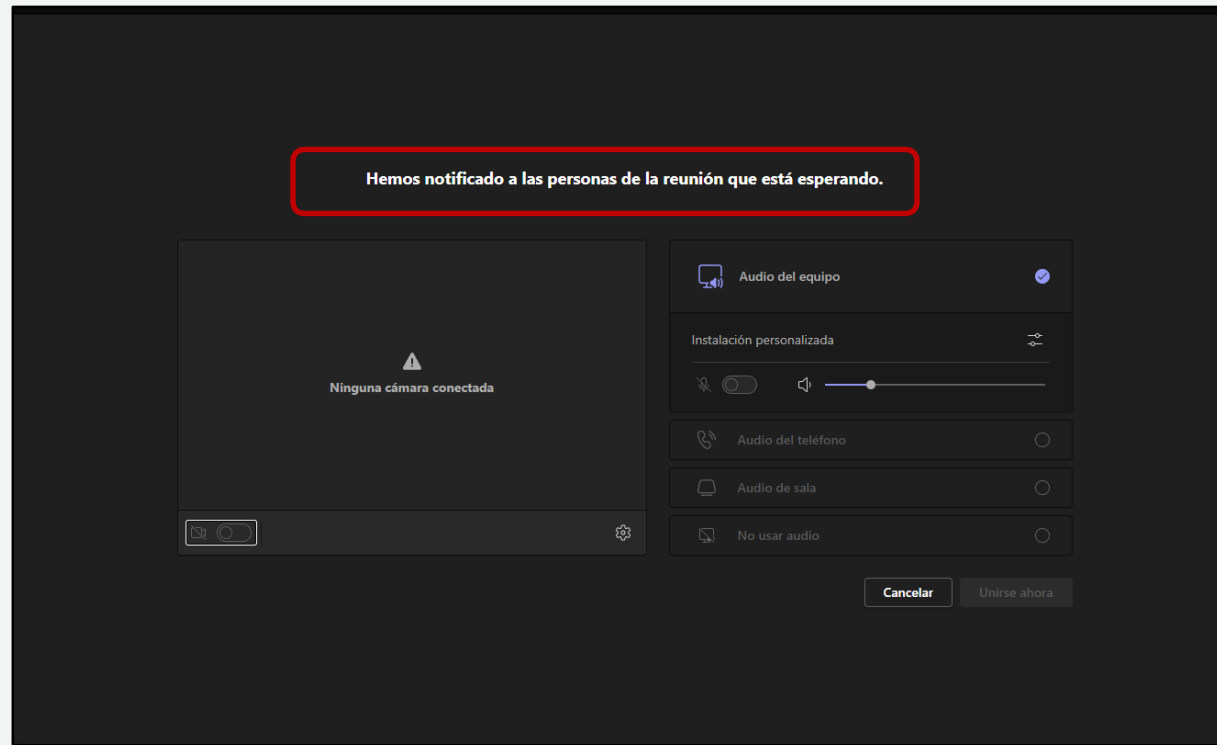 Hemos notificado a las personas de la reunión que está esperando.
Ninguna cámara conectada
Audio del equipo
Instalación personalizada
Audio del teléfono
Audio de sala
No usar audio
Cancelar
Unirse ahora